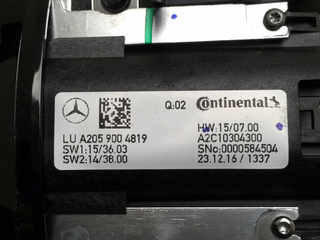 Q:02 Continental
LU A205 900 4819 A2C10304300
HW:15/07.00
SW1:15/36.03 SNo:0000584504
SW2:14/38.00 23.12.16 / 1337